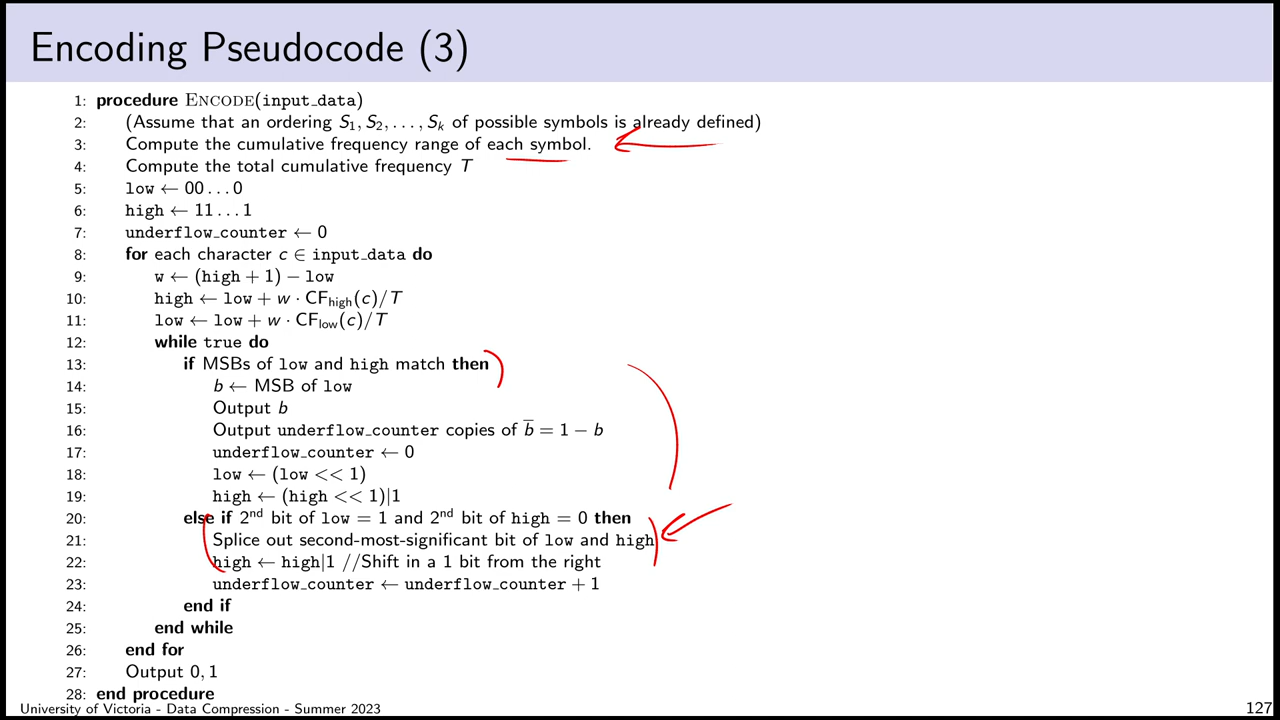 Encoding Pseudocode (3)
1: procedure ENCODE(input_data)
2: (Assume that an ordering S₁, S₂, . . . , Sₖ of possible symbols is already defined)
3: Compute the cumulative frequency range of each symbol.
4: Compute the total cumulative frequency T
5: low ← 00 . . . 0
6: high ← 11 . . . 1
7: underflow_counter ← 0
8: for each character c ∈ input_data do
9: w ← (high + 1) − low
10: high ← low + w · CF_high(c)/T
11: low ← low + w · CF_low(c)/T
12: while true do
13: if MSBs of low and high match then
14: b ← MSB of low
15: Output b
16: Output underflow_counter copies of b̅ = 1 − b
17: underflow_counter ← 0
18: low ← (low << 1)
19: high ← (high << 1)|1
20: else if 2ⁿᵈ bit of low = 1 and 2ⁿᵈ bit of high = 0 then
21: Splice out second-most-significant bit of low and high
22: high ← high|1 //Shift in a 1 bit from the right
23: underflow_counter ← underflow_counter + 1
24: end if
25: end while
26: end for
27: Output 0, 1
28: end procedure
University of Victoria - Data Compression - Summer 2023
127